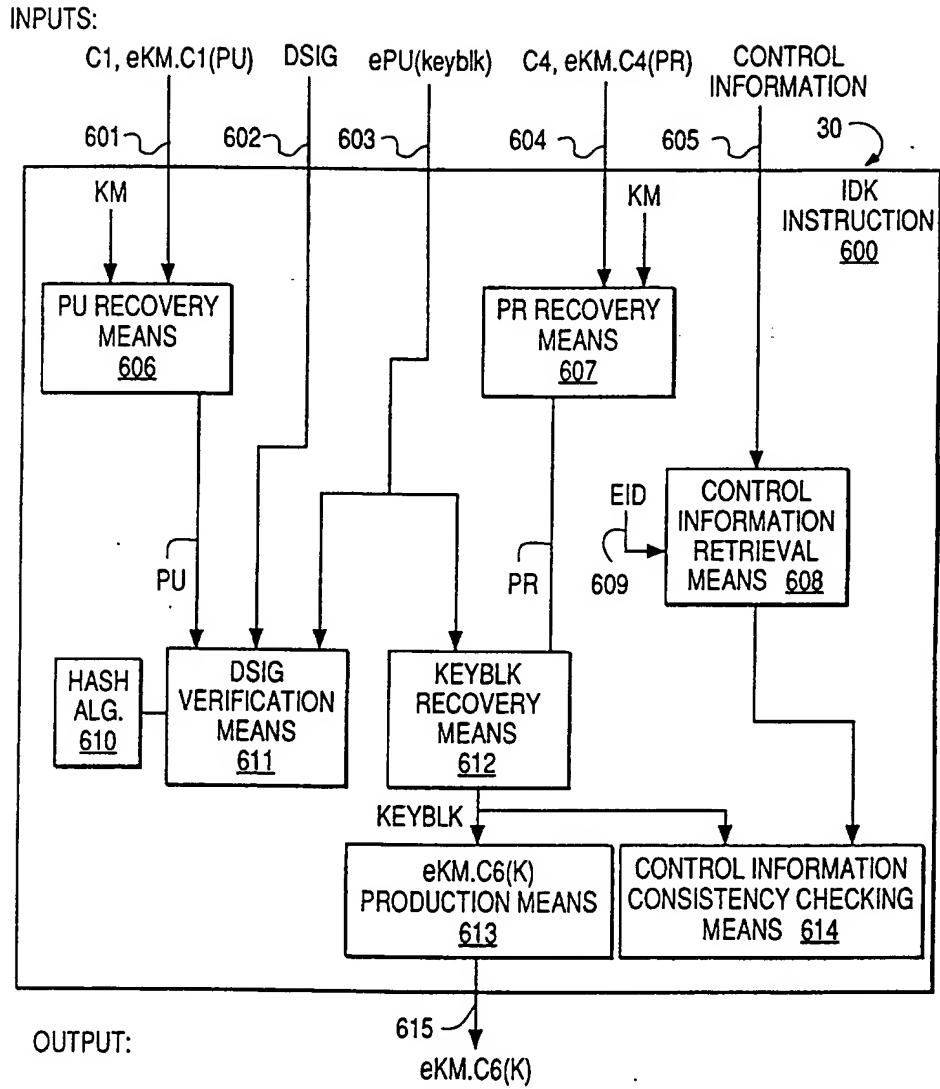 INPUTS:
C1, eKM.C1(PU)
DSIG
ePU(keyblk)
C4, eKM.C4(PR)
CONTROL
INFORMATION
601
602
603
604
605
30
KM
KM
IDK
INSTRUCTION
600
PU RECOVERY
MEANS
606
PR RECOVERY
MEANS
607
EID
609
CONTROL
INFORMATION
RETRIEVAL
MEANS 608
PU
PR
HASH
ALG.
610
DSIG
VERIFICATION
MEANS
611
KEYBLK
RECOVERY
MEANS
612
KEYBLK
eKM.C6(K)
PRODUCTION MEANS
613
CONTROL INFORMATION
CONSISTENCY CHECKING
MEANS 614
615
OUTPUT:
eKM.C6(K)